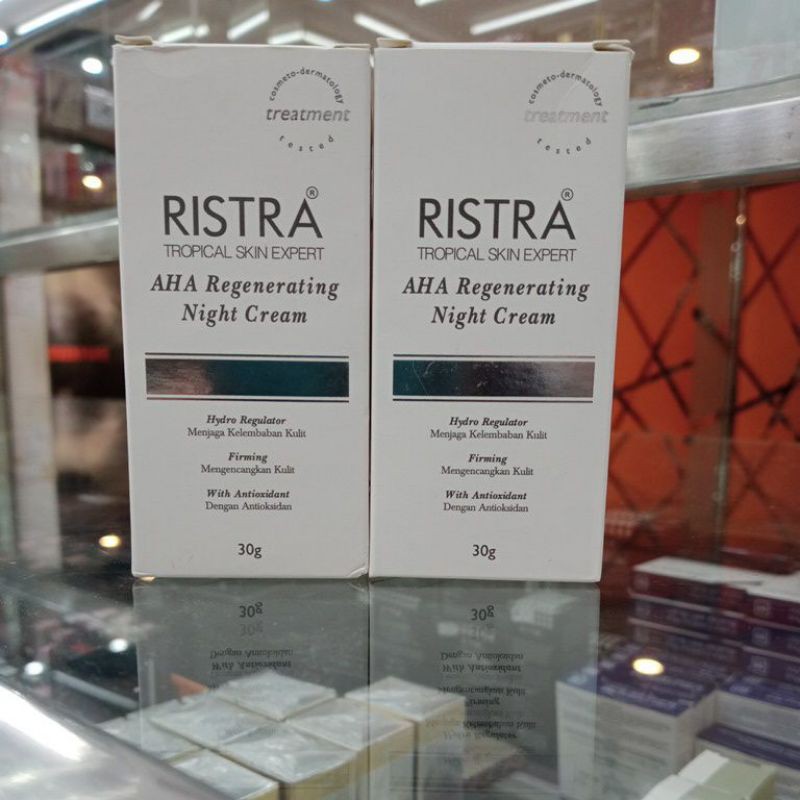 cosmeto-dermatology
treatment
tested
RISTRA®
TROPICAL SKIN EXPERT
AHA Regenerating
Night Cream
Hydro Regulator
Menjaga Kelembaban Kulit
Firming
Mengencangkan Kulit
With Antioxidant
Dengan Antioksidan
30g
cosmeto-dermatology
treatment
tested
RISTRA®
TROPICAL SKIN EXPERT
AHA Regenerating
Night Cream
Hydro Regulator
Menjaga Kelembaban Kulit
Firming
Mengencangkan Kulit
With Antioxidant
Dengan Antioksidan
30g